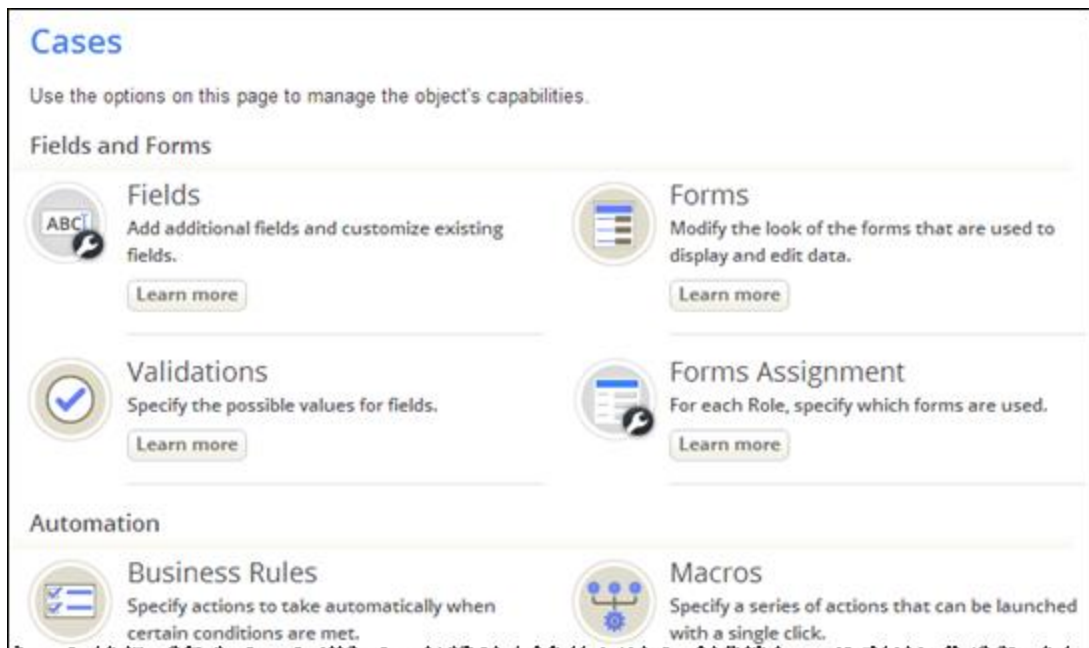 Cases
Use the options on this page to manage the object's capabilities.
Fields and Forms
Fields
Add additional fields and customize existing
fields.
Learn more
Forms
Modify the look of the forms that are used to
display and edit data.
Learn more
Validations
Specify the possible values for fields.
Learn more
Forms Assignment
For each Role, specify which forms are used.
Learn more
Automation
Business Rules
Specify actions to take automatically when
certain conditions are met.
Macros
Specify a series of actions that can be launched
with a single click.
ABC